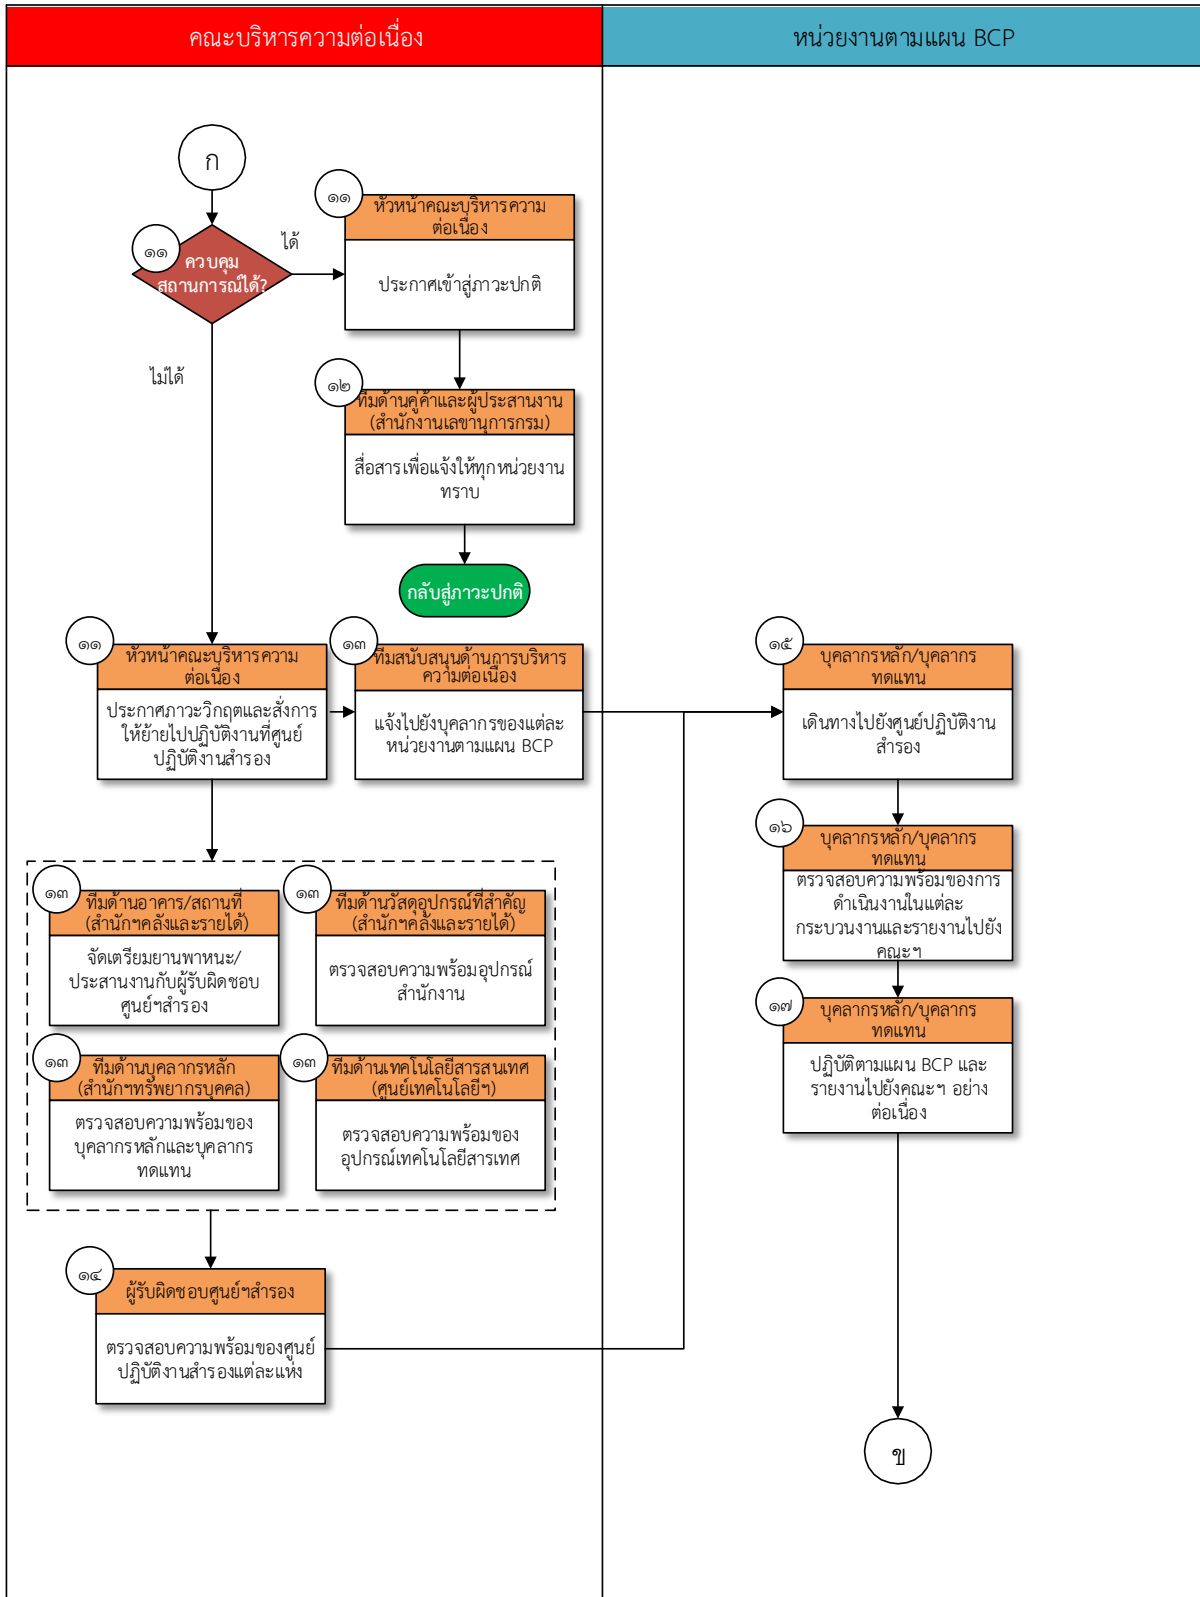 คณะบริหารความต่อเนื่อง
หน่วยงานตามแผน BCP
ก
๑๑
ควบคุม
สถานการณ์ได้?
ได้
ไม่ได้
๑๑
หัวหน้าคณะบริหารความ
ต่อเนื่อง
ประกาศเข้าสู่ภาวะปกติ
๑๒
ทีมด้านคู่ค้าและผู้ประสานงาน
(สำนักงานเลขานุการกรม)
สื่อสารเพื่อแจ้งให้ทุกหน่วยงาน
ทราบ
กลับสู่ภาวะปกติ
๑๑
หัวหน้าคณะบริหารความ
ต่อเนื่อง
ประกาศภาวะวิกฤตและสั่งการ
ให้ย้ายไปปฏิบัติงานที่ศูนย์
ปฏิบัติงานสำรอง
๑๓
ทีมสนับสนุนด้านการบริหาร
ความต่อเนื่อง
แจ้งไปยังบุคลากรของแต่ละ
หน่วยงานตามแผน BCP
๑๕
บุคลากรหลัก/บุคลากร
ทดแทน
เดินทางไปยังศูนย์ปฏิบัติงาน
สำรอง
๑๖
บุคลากรหลัก/บุคลากร
ทดแทน
ตรวจสอบความพร้อมของการ
ดำเนินงานในแต่ละ
กระบวนงานและรายงานไปยัง
คณะฯ
๑๗
บุคลากรหลัก/บุคลากร
ทดแทน
ปฏิบัติตามแผน BCP และ
รายงานไปยังคณะฯ อย่าง
ต่อเนื่อง
๑๓
ทีมด้านอาคาร/สถานที่
(สำนักฯคลังและรายได้)
จัดเตรียมยานพาหนะ/
ประสานงานกับผู้รับผิดชอบ
ศูนย์ฯสำรอง
๑๓
ทีมด้านวัสดุอุปกรณ์ที่สำคัญ
(สำนักฯคลังและรายได้)
ตรวจสอบความพร้อมอุปกรณ์
สำนักงาน
๑๓
ทีมด้านบุคลากรหลัก
(สำนักฯทรัพยากรบุคคล)
ตรวจสอบความพร้อมของ
บุคลากรหลักและบุคลากร
ทดแทน
๑๓
ทีมด้านเทคโนโลยีสารสนเทศ
(ศูนย์เทคโนโลยีฯ)
ตรวจสอบความพร้อมของ
อุปกรณ์เทคโนโลยีสารเทศ
๑๔
ผู้รับผิดชอบศูนย์ฯสำรอง
ตรวจสอบความพร้อมของศูนย์
ปฏิบัติงานสำรองแต่ละแห่ง
ข